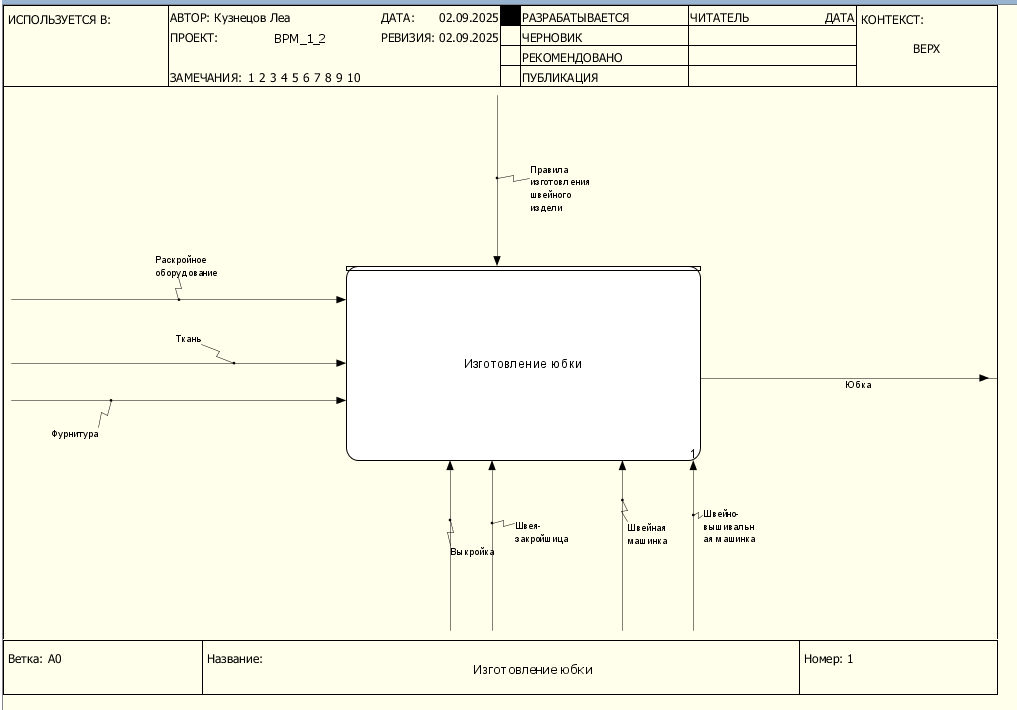 ИСПОЛЬЗУЕТСЯ В:
АВТОР: Кузнецов Леа
ДАТА: 02.09.2025
РАЗРАБАТЫВАЕТСЯ
ЧИТАТЕЛЬ
ДАТА
КОНТЕКСТ:
ПРОЕКТ: BPM_1_2
РЕВИЗИЯ: 02.09.2025
ЧЕРНОВИК
ВЕРХ
РЕКОМЕНДОВАНО
ЗАМЕЧАНИЯ: 1 2 3 4 5 6 7 8 9 10
ПУБЛИКАЦИЯ
Правила
изготовления
швейного
издели
Раскройное
оборудование
Ткань
Изготовление юбки
Юбка
Фурнитура
1
Швея-
закройшица
Выкройка
Швейная
машинка
Швейно-
вышивальн
ая машинка
Ветка: A0
Название:
Изготовление юбки
Номер: 1